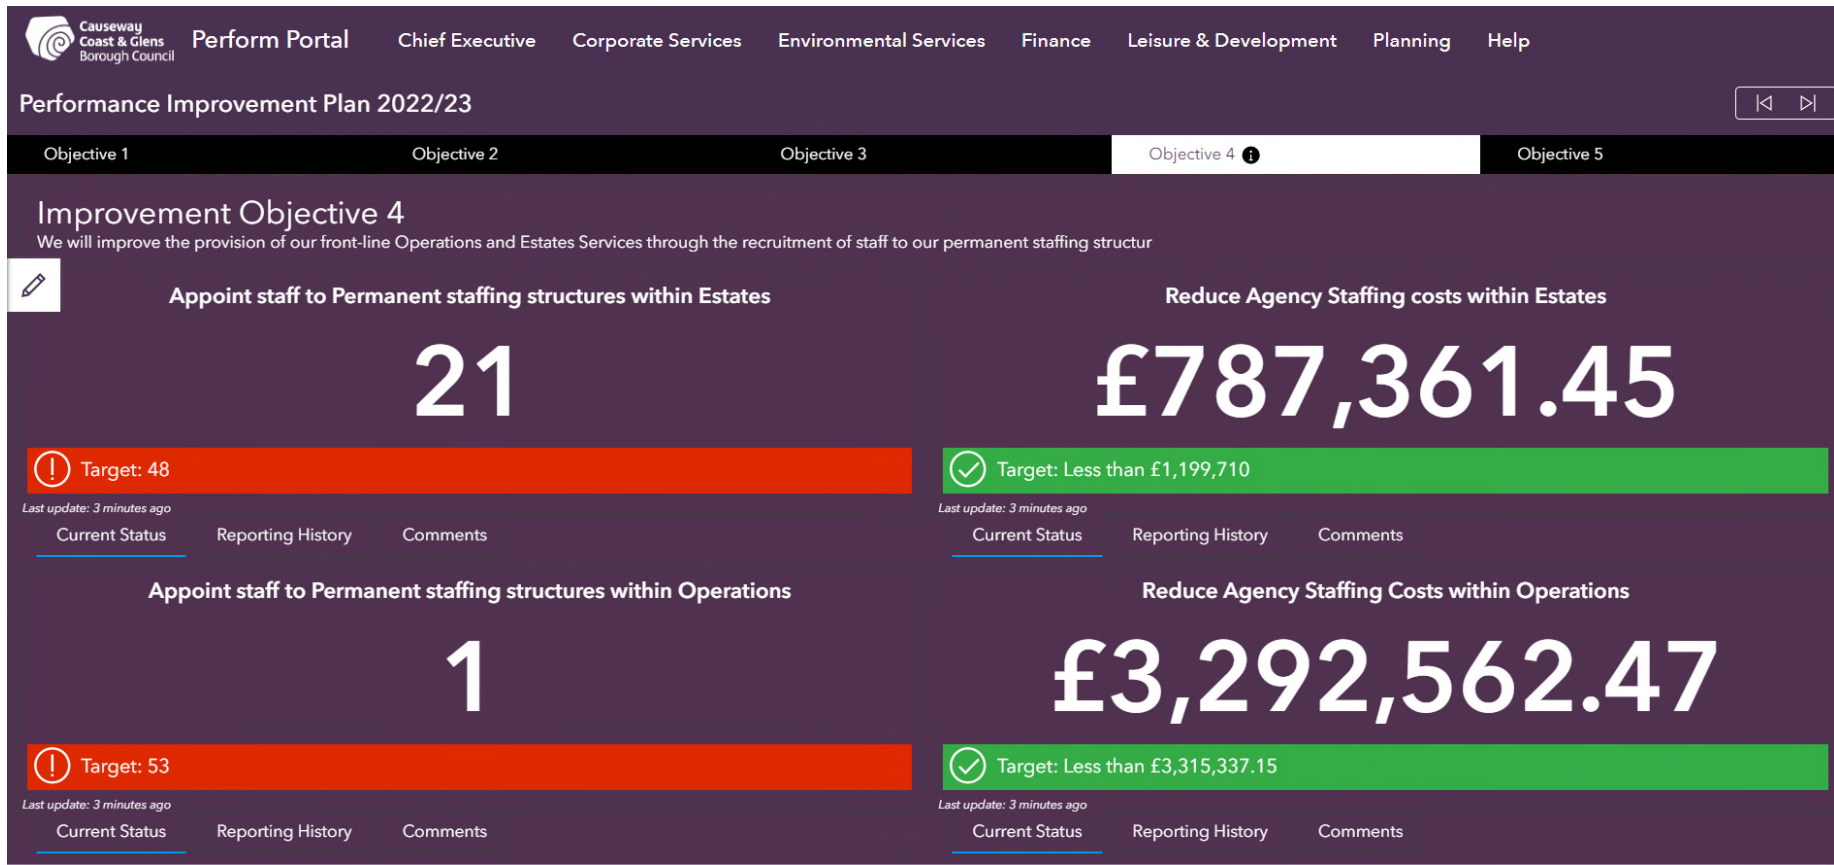 Causeway
Coast & Glens
Borough Council
Perform Portal
Chief Executive
Corporate Services
Environmental Services
Finance
Leisure & Development
Planning
Help
Performance Improvement Plan 2022/23
Objective 1
Objective 2
Objective 3
Objective 4
Objective 5
Improvement Objective 4
We will improve the provision of our front-line Operations and Estates Services through the recruitment of staff to our permanent staffing structur
Appoint staff to Permanent staffing structures within Estates
21
Target: 48
Last update: 3 minutes ago
Current Status
Reporting History
Comments
Reduce Agency Staffing costs within Estates
£787,361.45
Target: Less than £1,199,710
Last update: 3 minutes ago
Current Status
Reporting History
Comments
Appoint staff to Permanent staffing structures within Operations
1
Target: 53
Last update: 3 minutes ago
Current Status
Reporting History
Comments
Reduce Agency Staffing Costs within Operations
£3,292,562.47
Target: Less than £3,315,337.15
Last update: 3 minutes ago
Current Status
Reporting History
Comments